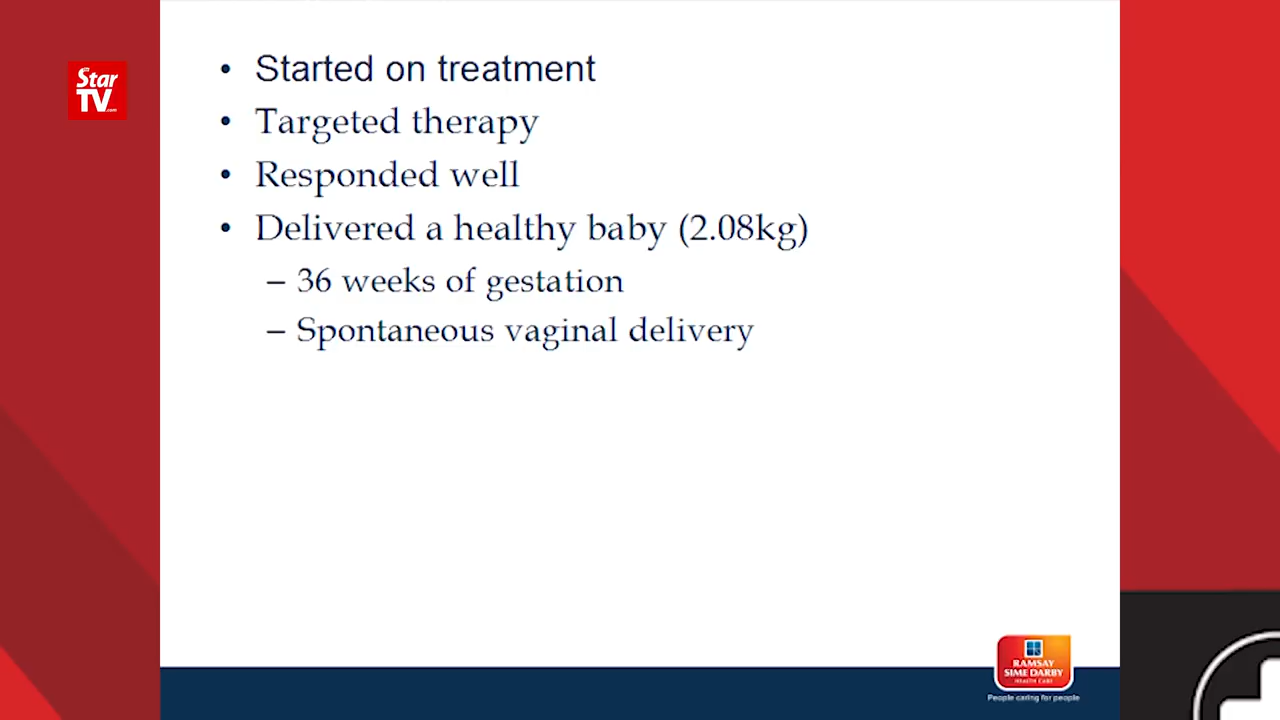 Star
TV.com
• Started on treatment
• Targeted therapy
• Responded well
• Delivered a healthy baby (2.08kg)
– 36 weeks of gestation
– Spontaneous vaginal delivery
RAMSAY
SIME DARBY
HEALTH CARE
People caring for people